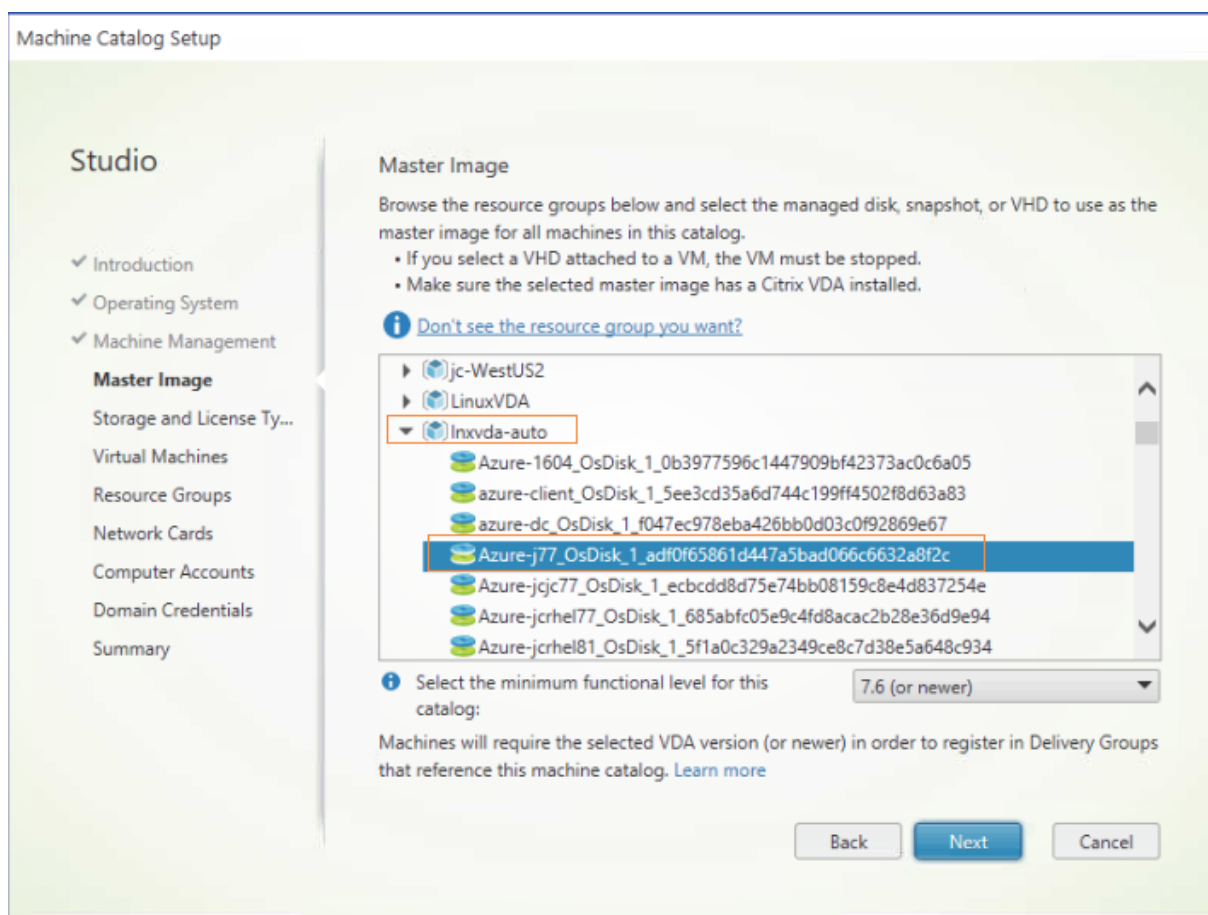 Machine Catalog Setup
Studio
Introduction
Operating System
Machine Management
Master Image
Storage and License Ty...
Virtual Machines
Resource Groups
Network Cards
Computer Accounts
Domain Credentials
Summary
Master Image
Browse the resource groups below and select the managed disk, snapshot, or VHD to use as the
master image for all machines in this catalog.
• If you select a VHD attached to a VM, the VM must be stopped.
• Make sure the selected master image has a Citrix VDA installed.
Don't see the resource group you want?
jc-WestUS2
LinuxVDA
lnxvda-auto
Azure-1604_OsDisk_1_0b3977596c1447909bf42373ac0c6a05
azure-client_OsDisk_1_5ee3cd35a6d744c199ff4502f8d63a83
azure-dc_OsDisk_1_f047ec978eba426bb0d03c0f92869e67
Azure-j77_OsDisk_1_adf0f65861d447a5bad066c6632a8f2c
Azure-jcjc77_OsDisk_1_ecbcdd8d75e74bb08159c8e4d837254e
Azure-jcrhel77_OsDisk_1_685abfc05e9c4fd8acac2b28e36d9e94
Azure-jcrhel81_OsDisk_1_5f1a0c329a2349ce8c7d38e5a648c934
Select the minimum functional level for this
catalog:
7.6 (or newer)
Machines will require the selected VDA version (or newer) in order to register in Delivery Groups
that reference this machine catalog. Learn more
Back
Next
Cancel